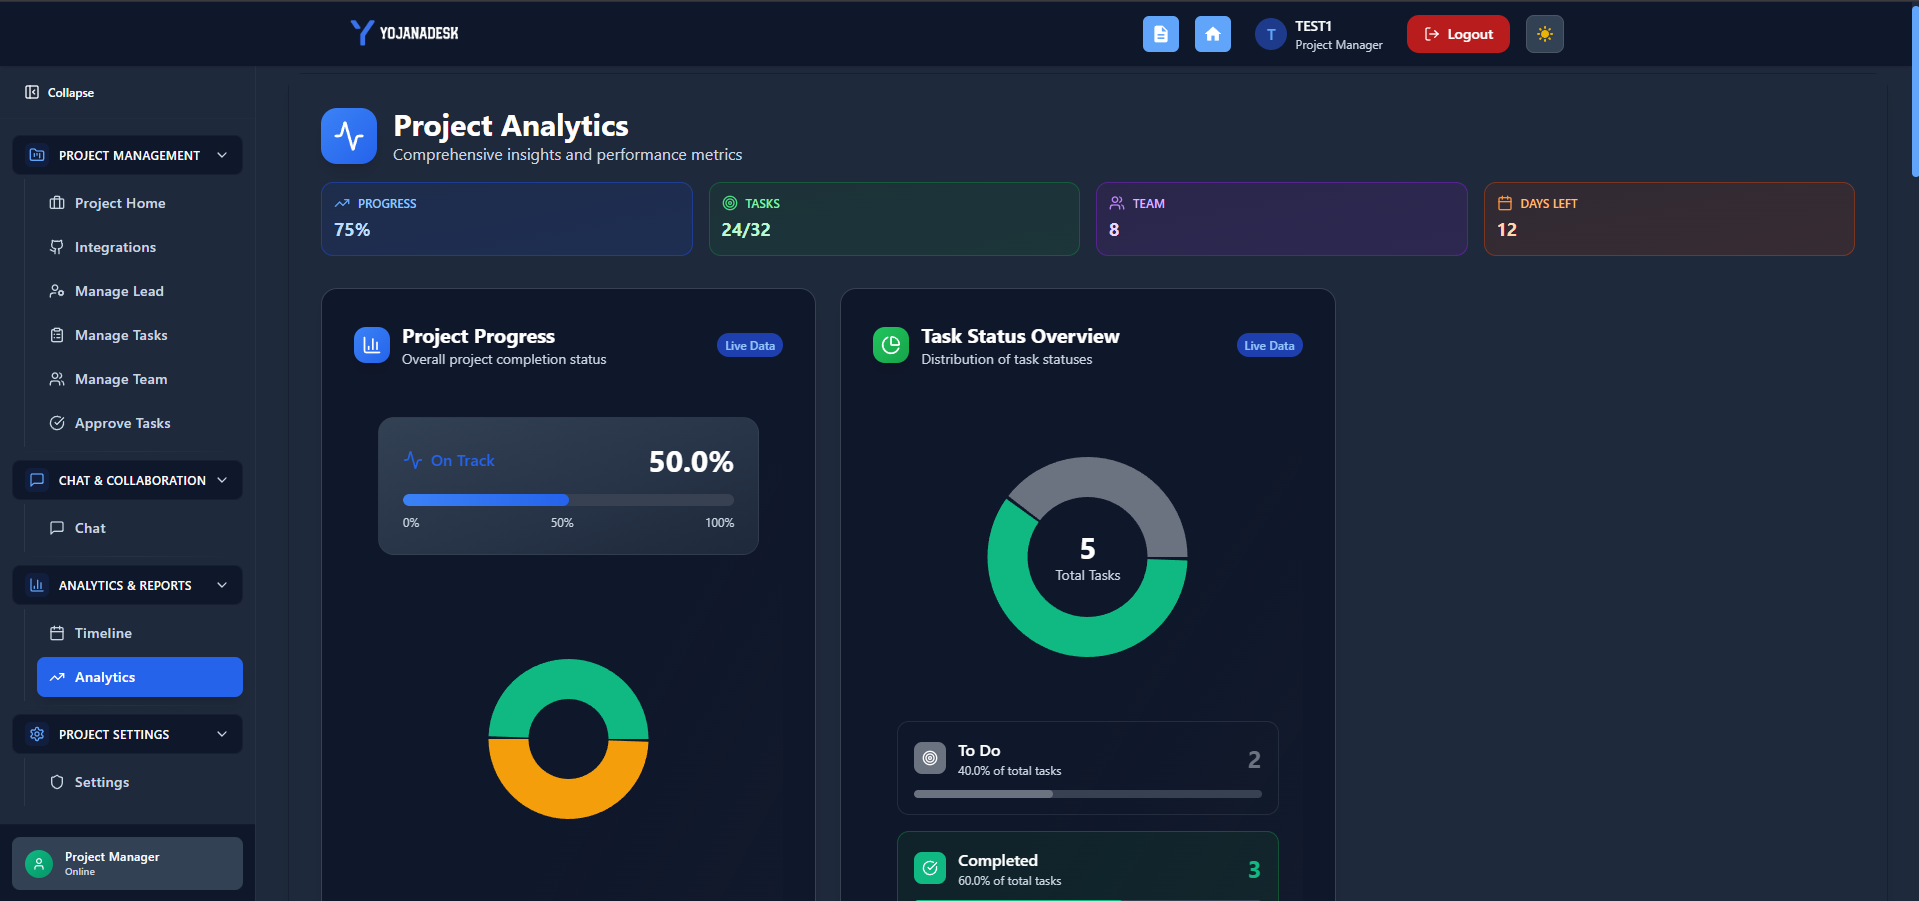 YOJANADESK
TEST1
Project Manager
Logout
T
Collapse
PROJECT MANAGEMENT
Project Home
Integrations
Manage Lead
Manage Tasks
Manage Team
Approve Tasks
CHAT & COLLABORATION
Chat
ANALYTICS & REPORTS
Timeline
Analytics
PROJECT SETTINGS
Settings
Project Manager
Online
Project Analytics
Comprehensive insights and performance metrics
PROGRESS
75%
TASKS
24/32
TEAM
8
DAYS LEFT
12
Project Progress
Overall project completion status
Live Data
On Track
50.0%
0% 50% 100%
Task Status Overview
Distribution of task statuses
Live Data
5
Total Tasks
To Do
40.0% of total tasks
2
Completed
60.0% of total tasks
3